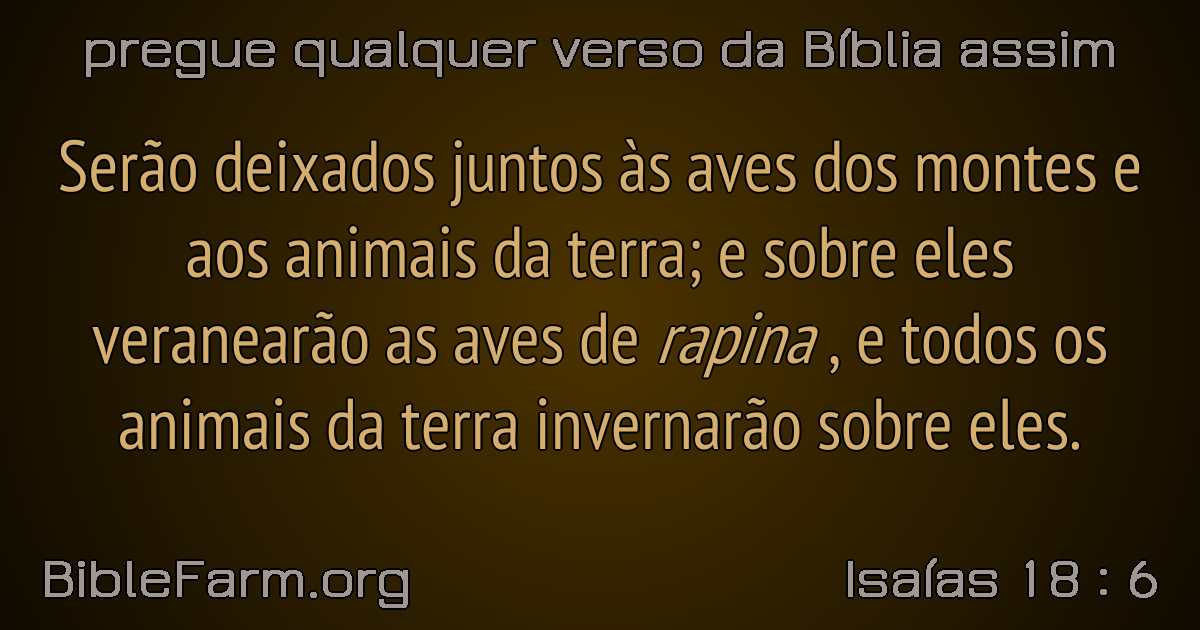 pregue qualquer verso da Bíblia assim
Serão deixados juntos às aves dos montes e
aos animais da terra; e sobre eles
veranearão as aves de rapina , e todos os
animais da terra invernarão sobre eles.
BibleFarm.org
Isaías 18 : 6